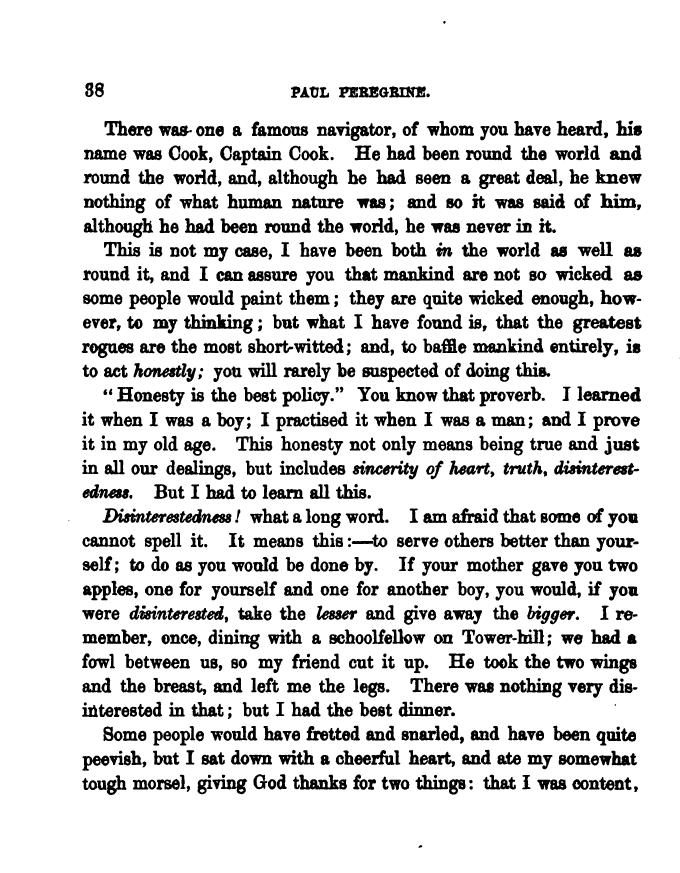 38 PAUL PEREGRINE.
There was one a famous navigator, of whom you have heard, his
name was Cook, Captain Cook. He had been round the world and
round the world, and, although he had seen a great deal, he knew
nothing of what human nature was; and so it was said of him,
although he had been round the world, he was never in it.
This is not my case, I have been both in the world as well as
round it, and I can assure you that mankind are not so wicked as
some people would paint them; they are quite wicked enough, how-
ever, to my thinking; but what I have found is, that the greatest
rogues are the most short-witted; and, to baffle mankind entirely, is
to act honestly; you will rarely be suspected of doing this.
"Honesty is the best policy." You know that proverb. I learned
it when I was a boy; I practised it when I was a man; and I prove
it in my old age. This honesty not only means being true and just
in all our dealings, but includes sincerity of heart, truth, disinterest-
edness. But I had to learn all this.
Disinterestedness! what a long word. I am afraid that some of you
cannot spell it. It means this:—to serve others better than your-
self; to do as you would be done by. If your mother gave you two
apples, one for yourself and one for another boy, you would, if you
were disinterested, take the lesser and give away the bigger. I re-
member, once, dining with a schoolfellow on Tower-hill; we had a
fowl between us, so my friend cut it up. He took the two wings
and the breast, and left me the legs. There was nothing very dis-
interested in that; but I had the best dinner.
Some people would have fretted and snarled, and have been quite
peevish, but I sat down with a cheerful heart, and ate my somewhat
tough morsel, giving God thanks for two things: that I was content,